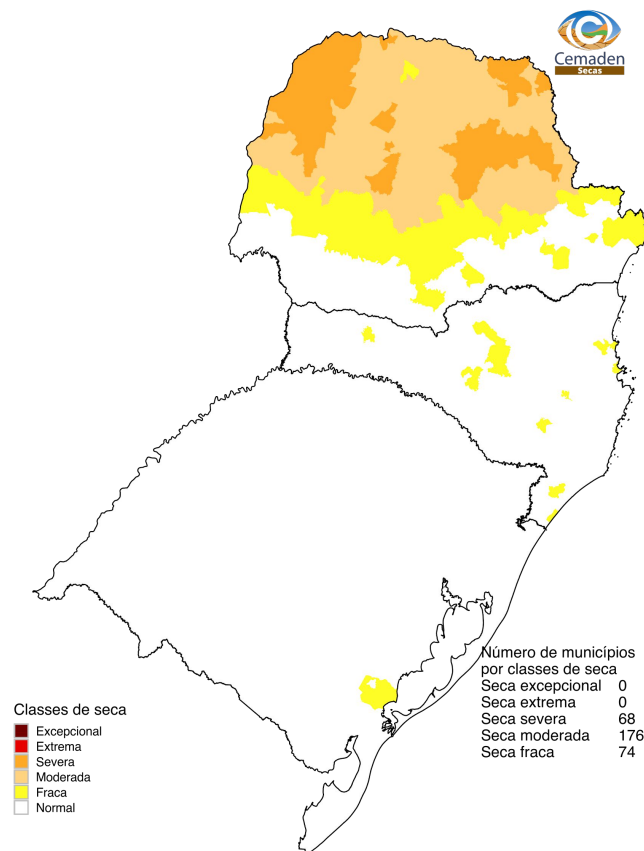 Cemaden
Secas
Número de municípios
por classes de seca
Seca excepcional 0
Seca extrema 0
Seca severa 68
Seca moderada 176
Seca fraca 74
Classes de seca
Excepcional
Extrema
Severa
Moderada
Fraca
Normal